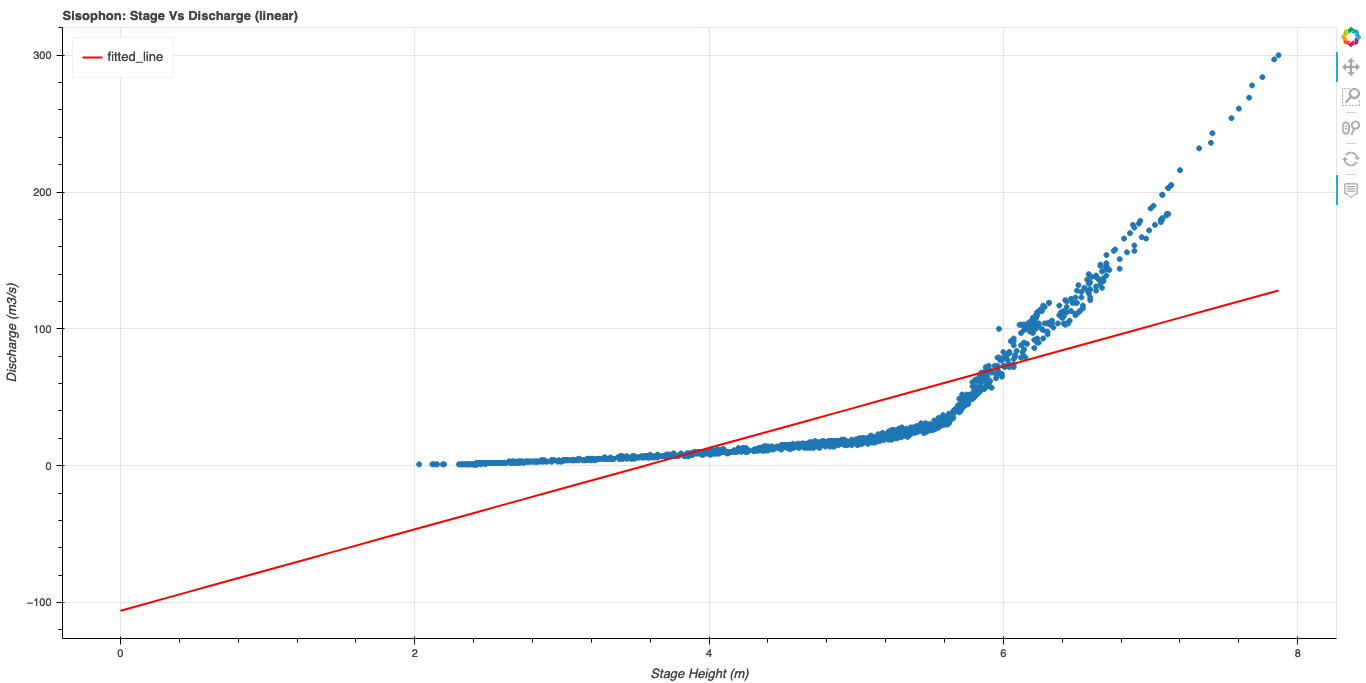 Sisophon: Stage Vs Discharge (linear)
fitted_line
300
200
100
0
−100
Discharge (m3/s)
0 2 4 6 8
Stage Height (m)